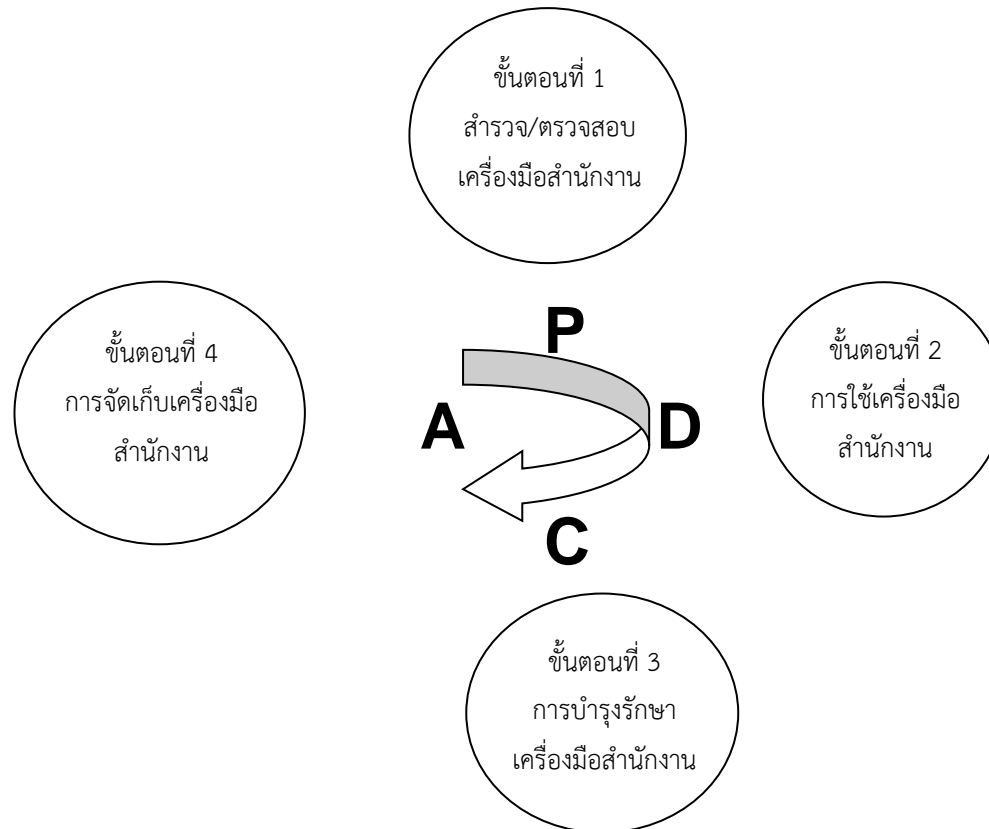 ขั้นตอนที่ 1
สำรวจ/ตรวจสอบ
เครื่องมือสำนักงาน
P
ขั้นตอนที่ 4
การจัดเก็บเครื่องมือ
สำนักงาน
A
D
ขั้นตอนที่ 2
การใช้เครื่องมือ
สำนักงาน
C
ขั้นตอนที่ 3
การบำรุงรักษา
เครื่องมือสำนักงาน